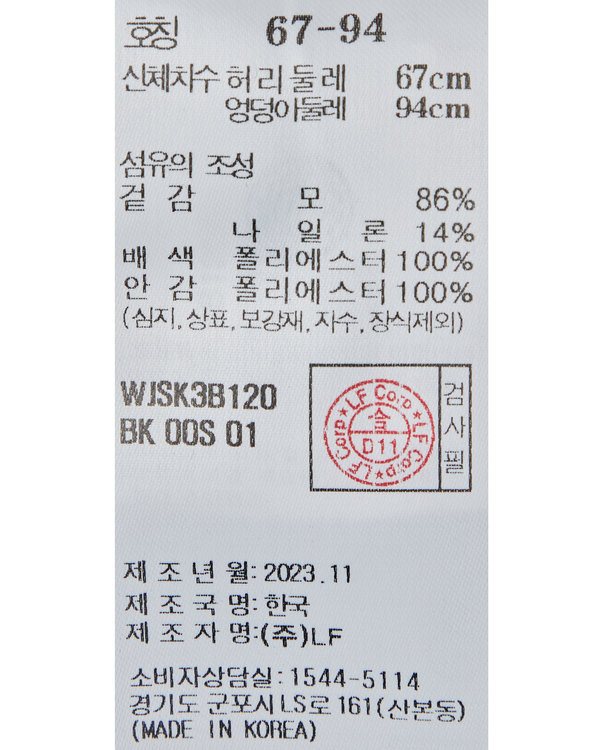 호칭 67-94
신체치수 허리둘레 67cm
엉덩이둘레 94cm
섬유의 조성
겉감 모 86%
나일론 14%
배색 폴리에스터 100%
안감 폴리에스터 100%
(심지, 상표, 보강재, 자수, 장식제외)
WJSK3B120
BK 00S 01
LF Corp ★ LF Corp ★ LF Corp ★
솔
D11
검사필
제조년월: 2023.11
제조국명: 한국
제조자명: (주)LF
소비자상담실: 1544-5114
경기도 군포시 LS로 161(산본동)
(MADE IN KOREA)